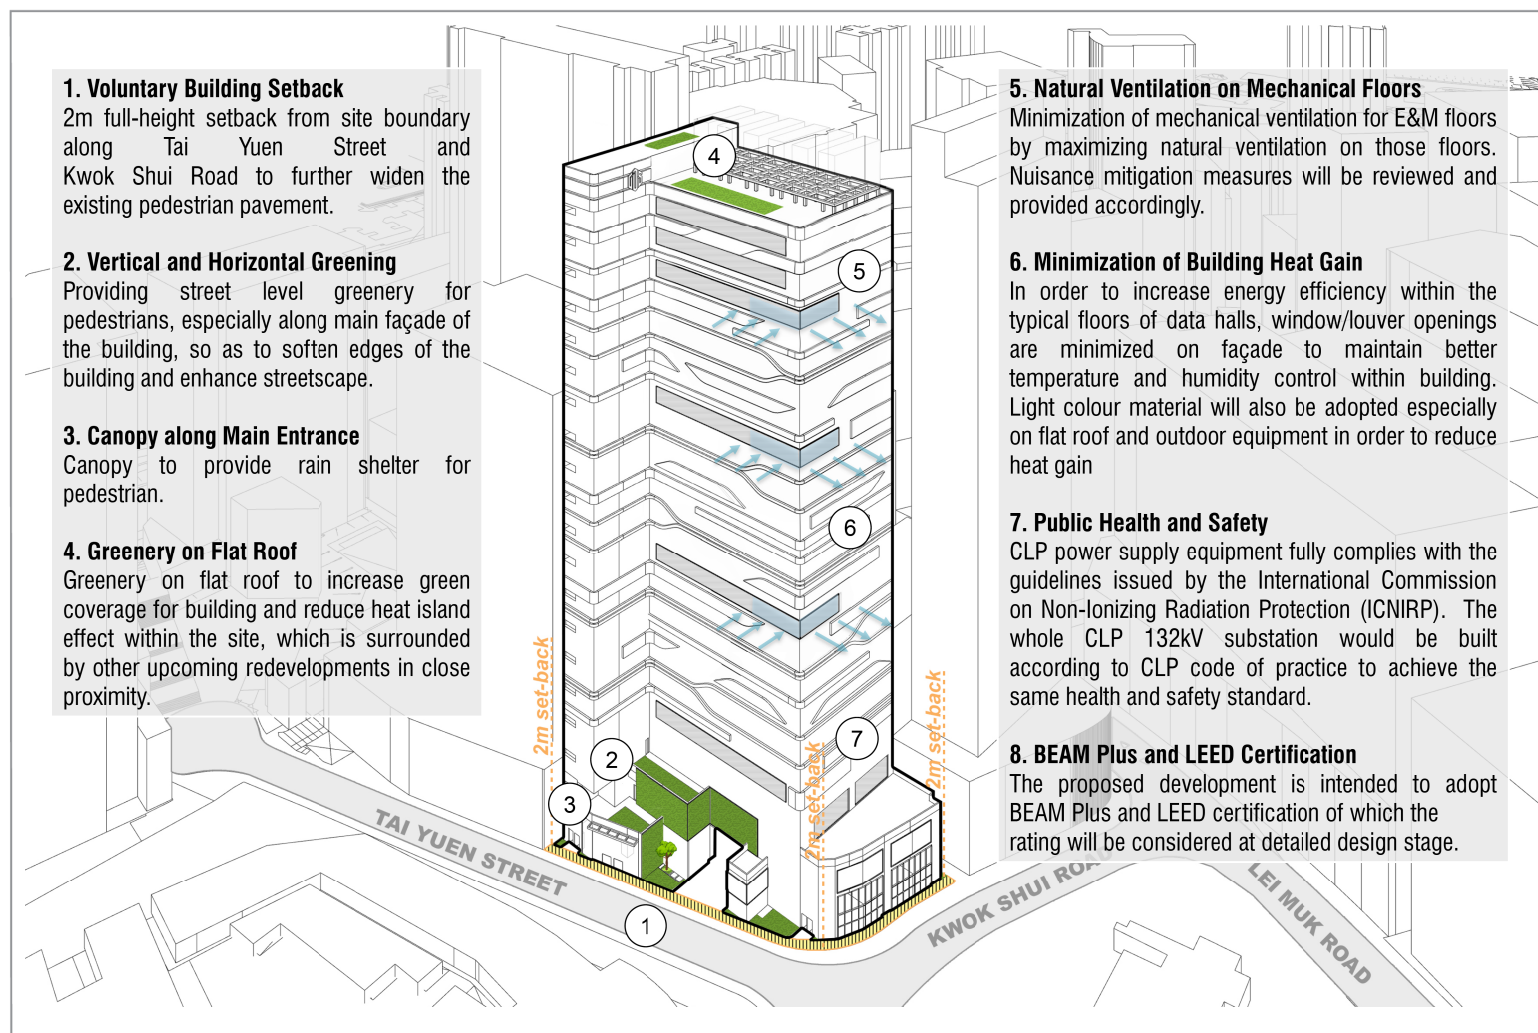 1. Voluntary Building Setback
2m full-height setback from site boundary
along Tai Yuen Street and
Kwok Shui Road to further widen the
existing pedestrian pavement.
2. Vertical and Horizontal Greening
Providing street level greenery for
pedestrians, especially along main façade of
the building, so as to soften edges of the
building and enhance streetscape.
3. Canopy along Main Entrance
Canopy to provide rain shelter for
pedestrian.
4. Greenery on Flat Roof
Greenery on flat roof to increase green
coverage for building and reduce heat island
effect within the site, which is surrounded
by other upcoming redevelopments in close
proximity.
4
5
6
7
2
3
1
2m set-back
2m set-back
2m set-back
TAI YUEN STREET
KWOK SHUI ROAD
LEI MUK ROAD
5. Natural Ventilation on Mechanical Floors
Minimization of mechanical ventilation for E&M floors
by maximizing natural ventilation on those floors.
Nuisance mitigation measures will be reviewed and
provided accordingly.
6. Minimization of Building Heat Gain
In order to increase energy efficiency within the
typical floors of data halls, window/louver openings
are minimized on façade to maintain better
temperature and humidity control within building.
Light colour material will also be adopted especially
on flat roof and outdoor equipment in order to reduce
heat gain
7. Public Health and Safety
CLP power supply equipment fully complies with the
guidelines issued by the International Commission
on Non-Ionizing Radiation Protection (ICNIRP). The
whole CLP 132kV substation would be built
according to CLP code of practice to achieve the
same health and safety standard.
8. BEAM Plus and LEED Certification
The proposed development is intended to adopt
BEAM Plus and LEED certification of which the
rating will be considered at detailed design stage.